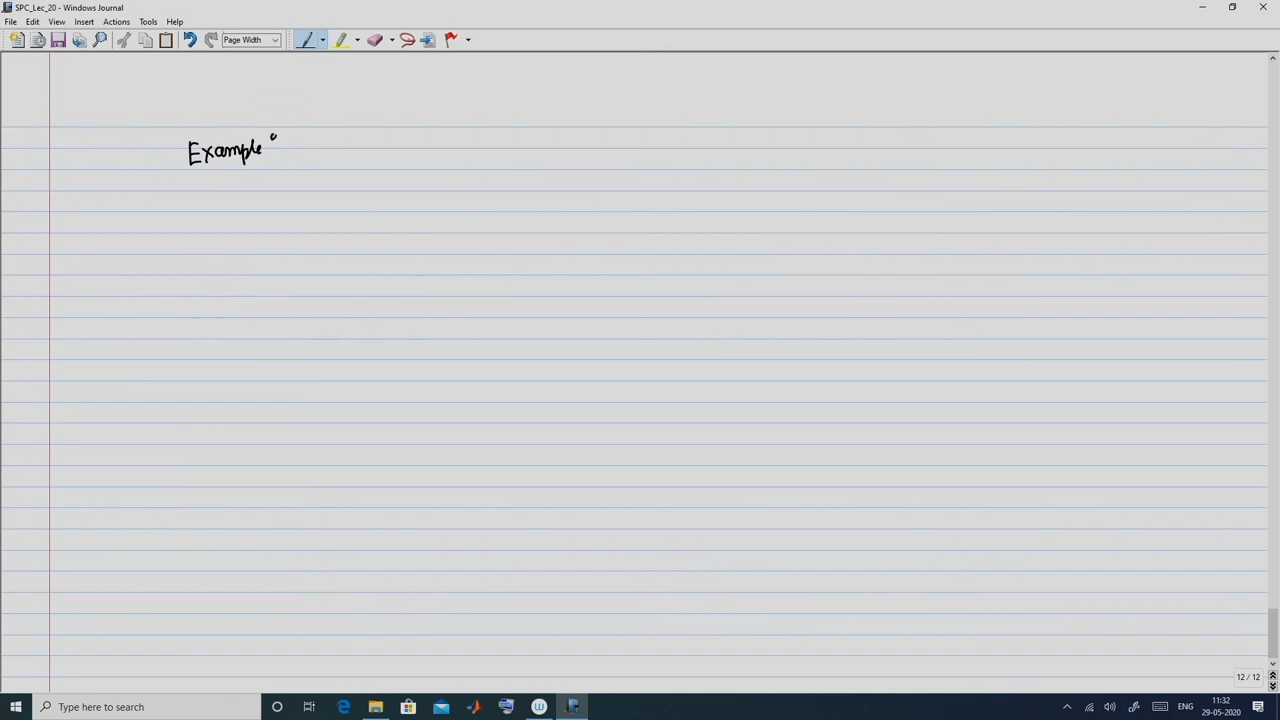 SPC_Lec_20 - Windows Journal
File Edit View Insert Actions Tools Help
Page Width
Example
12 / 12
Type here to search
ENG
11:32
29-05-2020